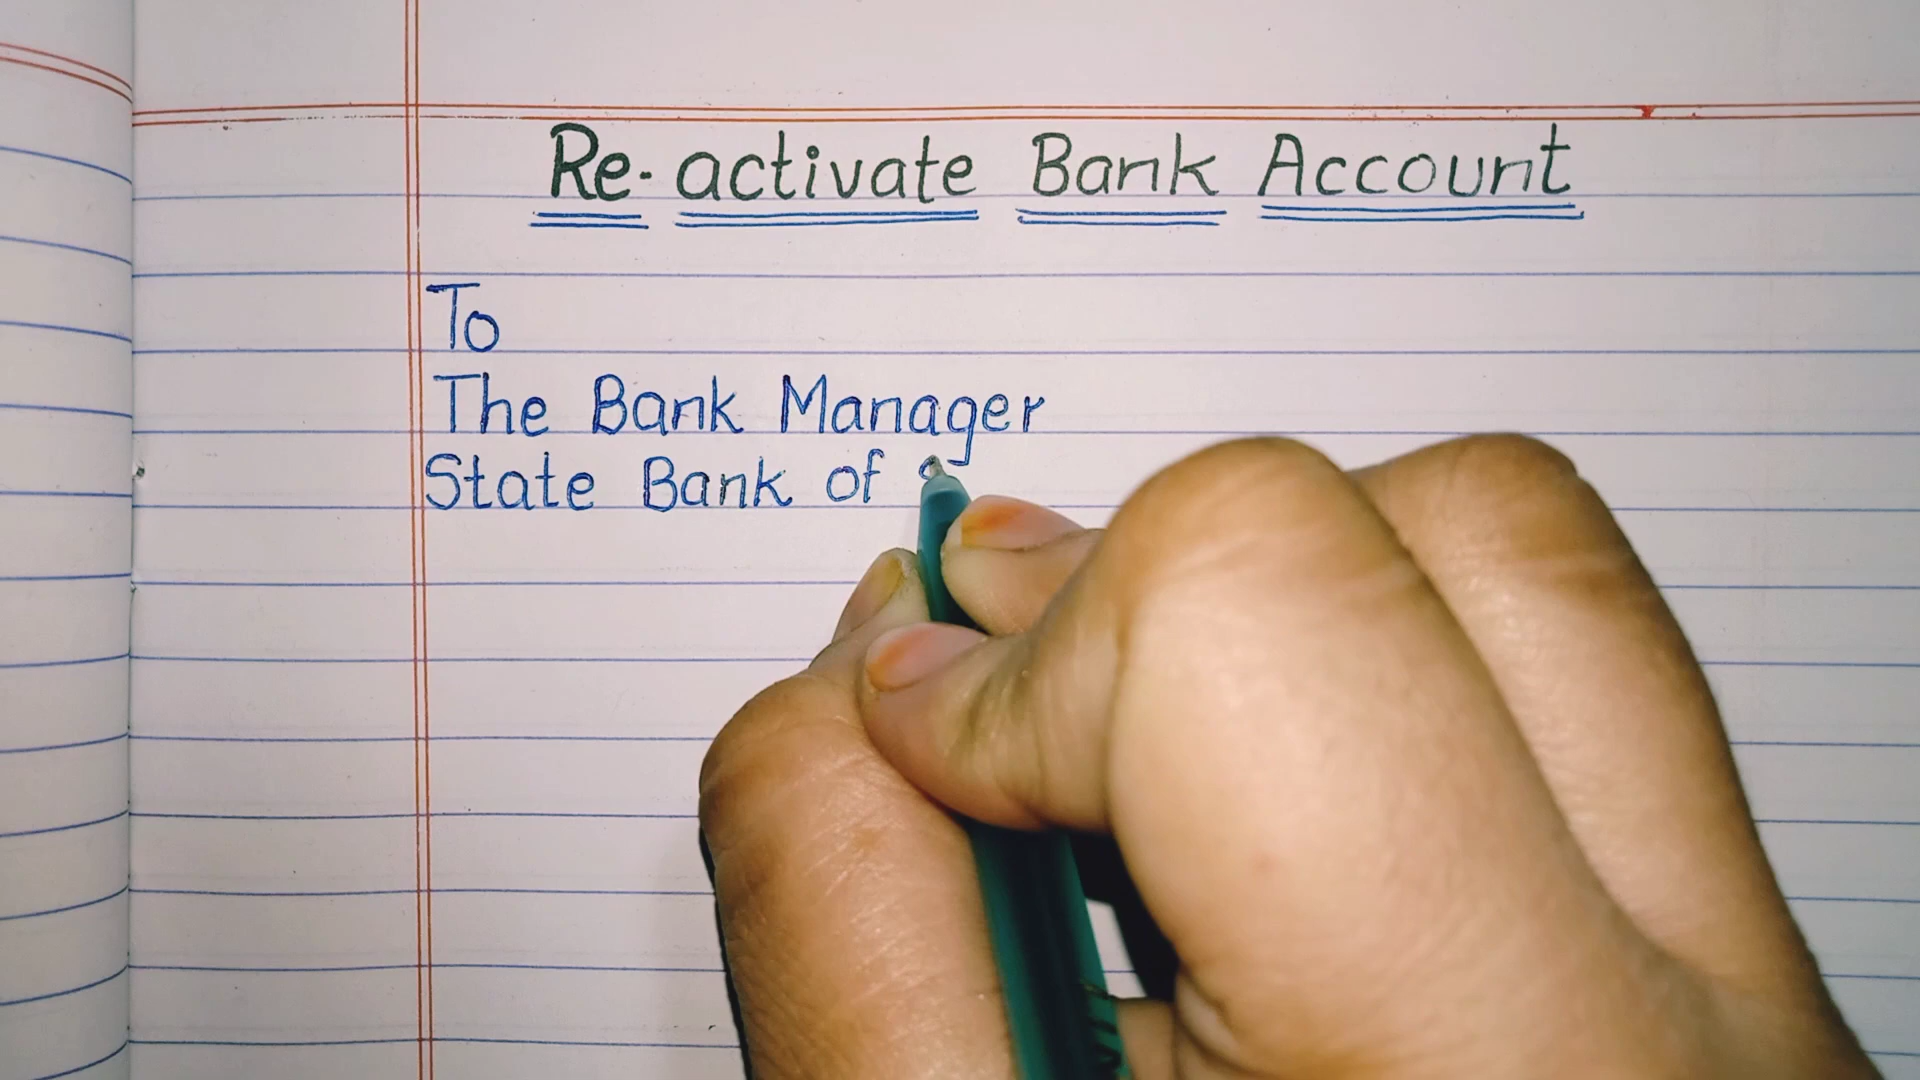 Re-activate Bank Account
To
The Bank Manager
State Bank of